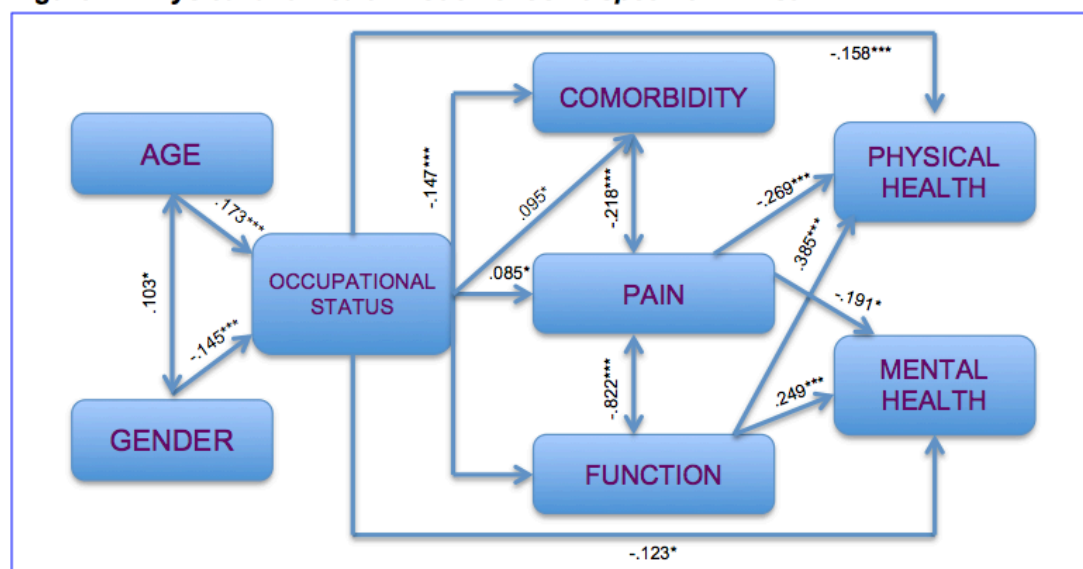 -.158***
COMORBIDITY
AGE
PHYSICAL
HEALTH
-.147***
.095*
-.218***
-.269***
.173***
.385***
OCCUPATIONAL
STATUS
.085*
PAIN
.103*
-.191*
-.145***
MENTAL
HEALTH
-.822***
.249***
GENDER
FUNCTION
-.123*